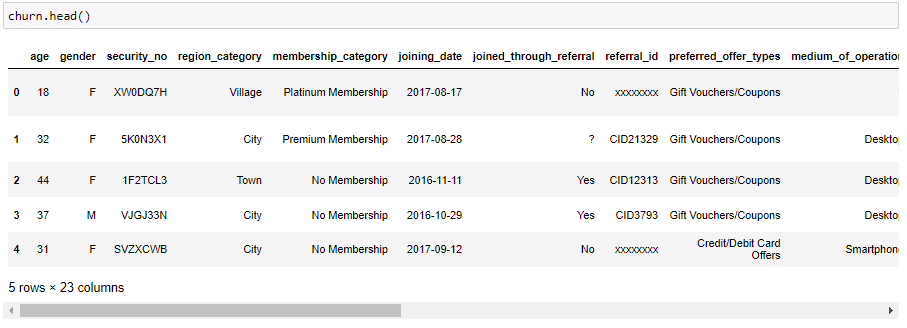 churn.head()
age gender security_no region_category membership_category joining_date joined_through_referral referral_id preferred_offer_types medium_of_operation
0 18 F XW0DQ7H Village Platinum Membership 2017-08-17 No xxxxxxxx Gift Vouchers/Coupons
1 32 F 5K0N3X1 City Premium Membership 2017-08-28 ? CID21329 Gift Vouchers/Coupons Deskto
2 44 F 1F2TCL3 Town No Membership 2016-11-11 Yes CID12313 Gift Vouchers/Coupons Deskto
3 37 M VJGJ33N City No Membership 2016-10-29 Yes CID3793 Gift Vouchers/Coupons Deskto
4 31 F SVZXCWB City No Membership 2017-09-12 No xxxxxxxx Credit/Debit Card Offers Smartphon
5 rows × 23 columns